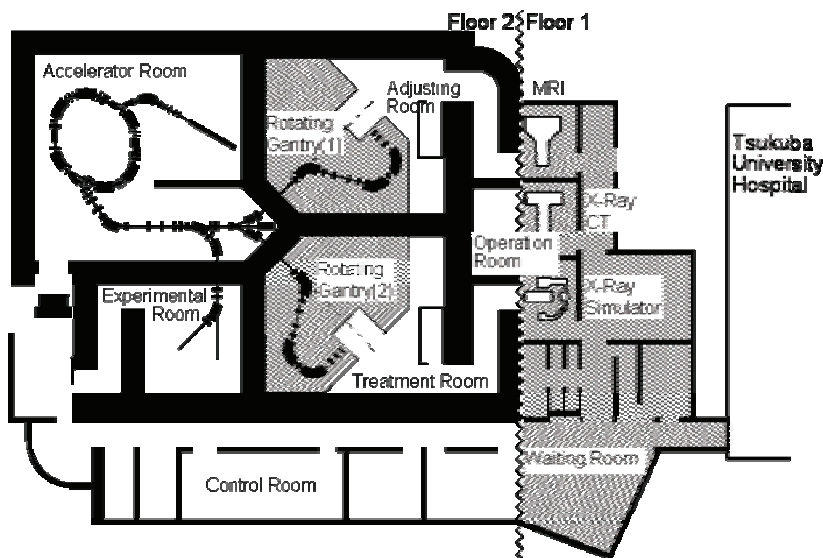 Floor 2 Floor 1
Accelerator Room
Adjusting
Room
MRI
Rotating
Gantry(1)
Tsukuba
University
Hospital
X-Ray
CT
Operation
Room
Rotating
Gantry(2)
X-Ray
Simulator
Experimental
Room
Treatment Room
Waiting Room
Control Room